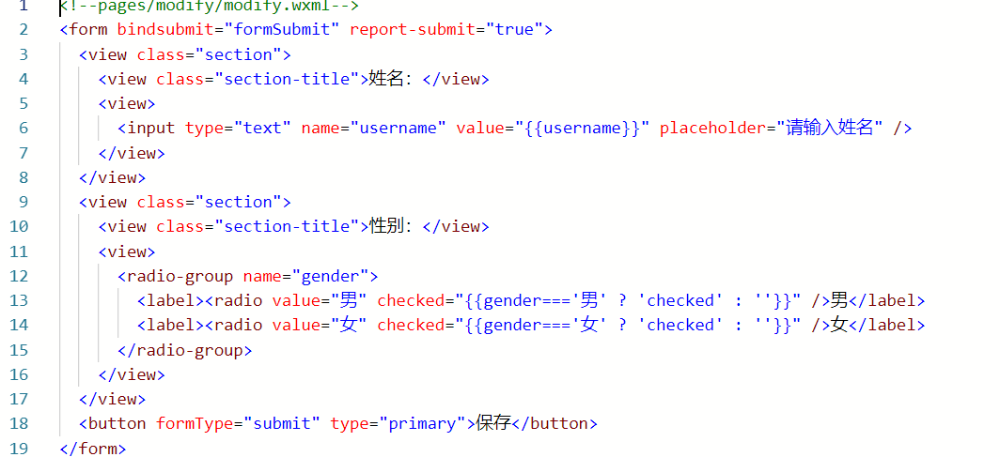 1 <!--pages/modify/modify.wxml-->
2 <form bindsubmit="formSubmit" report-submit="true">
3   <view class="section">
4     <view class="section-title">姓名：</view>
5     <view>
6       <input type="text" name="username" value="{{username}}" placeholder="请输入姓名" />
7     </view>
8   </view>
9   <view class="section">
10     <view class="section-title">性别：</view>
11     <view>
12       <radio-group name="gender">
13         <label><radio value="男" checked="{{gender==='男' ? 'checked' : ''}}" />男</label>
14         <label><radio value="女" checked="{{gender==='女' ? 'checked' : ''}}" />女</label>
15       </radio-group>
16     </view>
17   </view>
18   <button formType="submit" type="primary">保存</button>
19 </form>